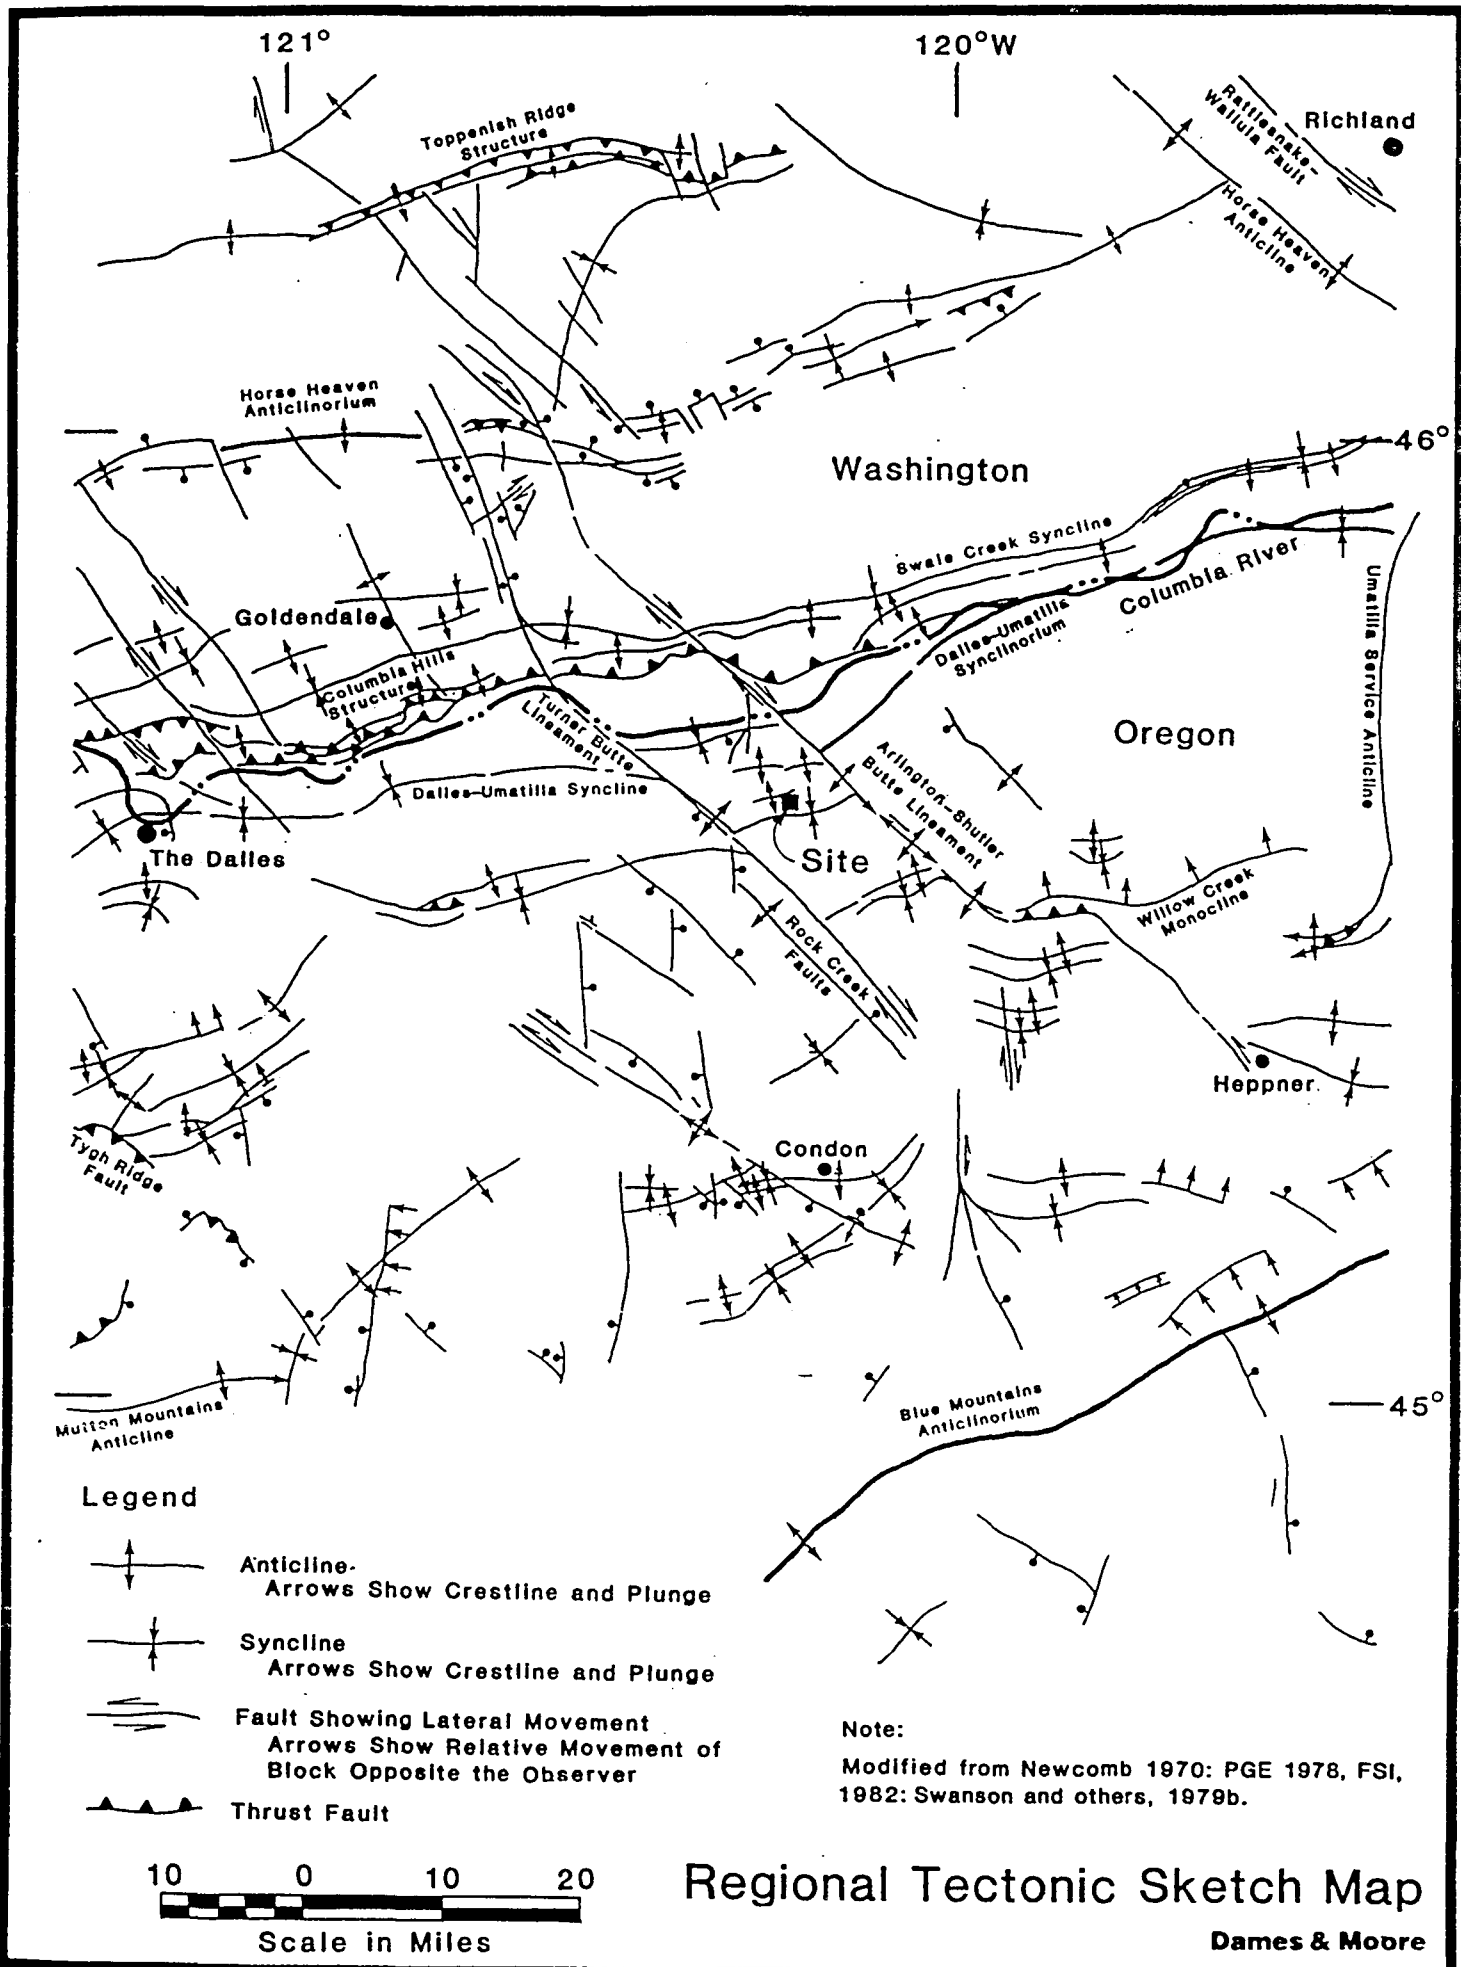 121°
120°W
Toppenish Ridge
Structure
Rattlesnake-
Wallula Fault
Richland
Horse Heaven
Anticline
Horse Heaven
Anticlinorium
46°
Washington
Swale Creek Syncline
Columbia River
Goldendale
Dalles-Umatilla
Synclinorium
Umatilla Service Anticline
Columbia Hills
Structure
Turner Butte
Lineament
Oregon
Arlington-Shutler
Butte Lineament
Dalles-Umatilla Syncline
The Dalles
Site
Willow Creek
Monocline
Rock Creek
Faults
Heppner
Tygh Ridge
Fault
Condon
Blue Mountains
Anticlinorium
45°
Mutton Mountains
Anticline
Legend
Anticline-
Arrows Show Crestline and Plunge
Syncline
Arrows Show Crestline and Plunge
Fault Showing Lateral Movement
Arrows Show Relative Movement of
Block Opposite the Observer
Thrust Fault
Note:
Modified from Newcomb 1970: PGE 1978, FSI,
1982: Swanson and others, 1979b.
10 0 10 20
Scale in Miles
Regional Tectonic Sketch Map
Dames & Moore